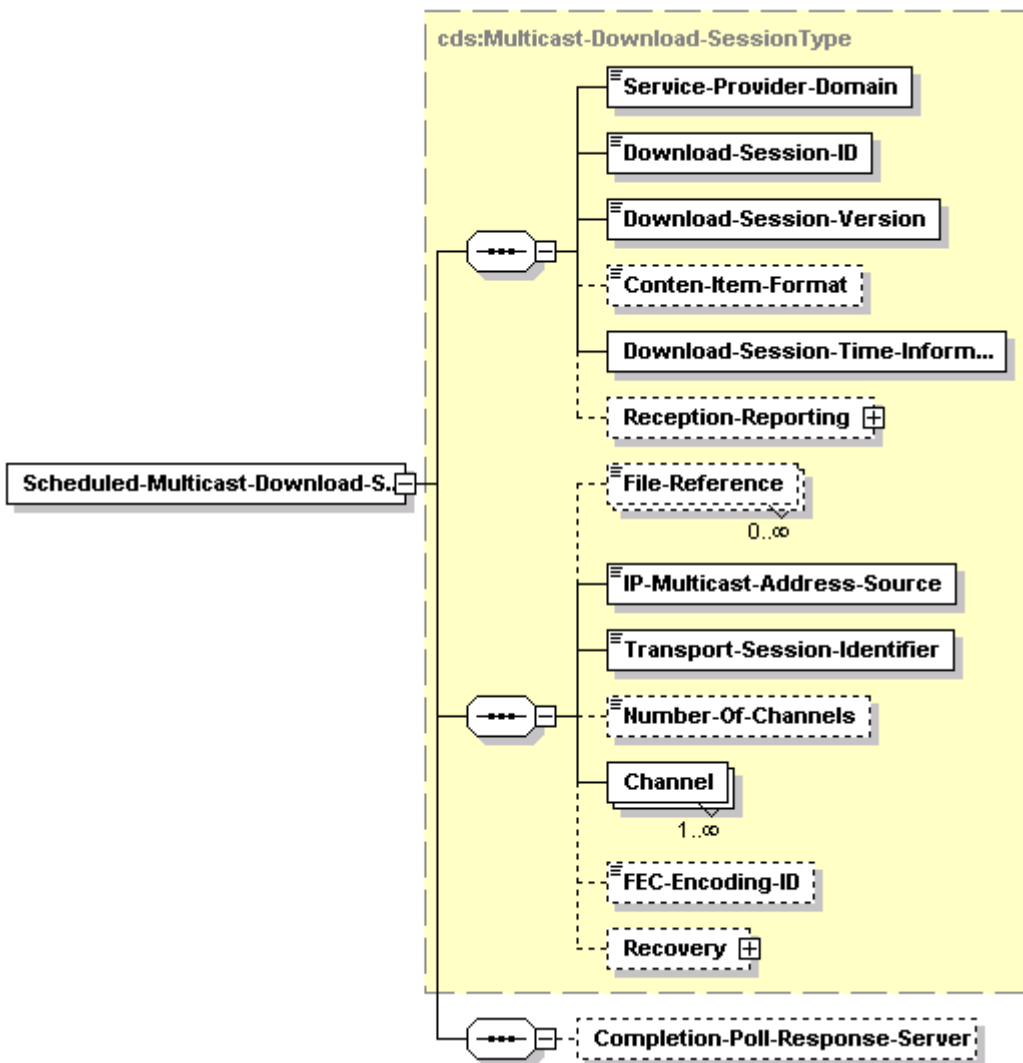 cds:Multicast-Download-SessionType
Service-Provider-Domain
Download-Session-ID
Download-Session-Version
Conten-Item-Format
Download-Session-Time-Inform...
Reception-Reporting
Scheduled-Multicast-Download-S..
File-Reference
0..∞
IP-Multicast-Address-Source
Transport-Session-Identifier
Number-Of-Channels
Channel
1..∞
FEC-Encoding-ID
Recovery
Completion-Poll-Response-Server